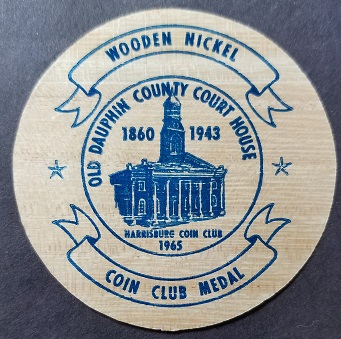 WOODEN NICKEL
OLD DAUPHIN COUNTY COURT HOUSE
1860 1943
HARRISBURG COIN CLUB
1965
COIN CLUB MEDAL